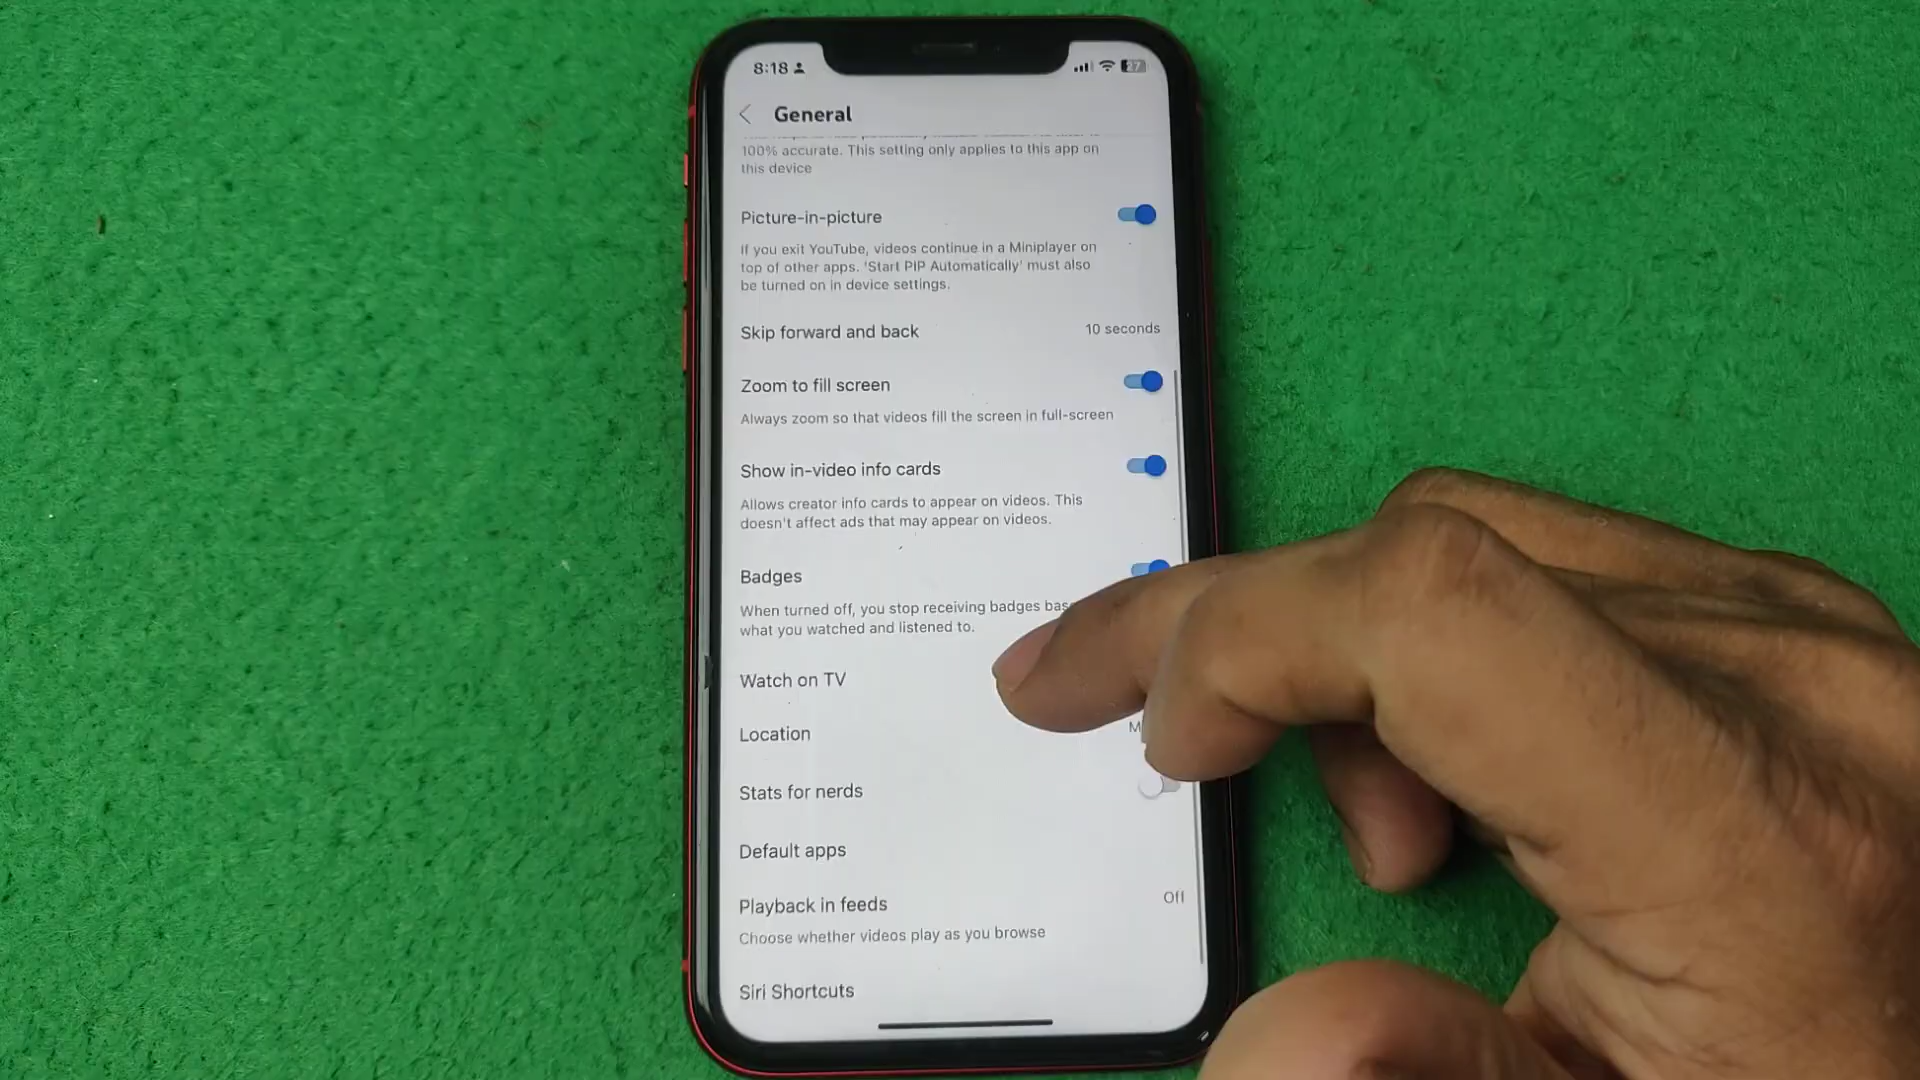 8:18
27
General
100% accurate. This setting only applies to this app on
this device
Picture-in-picture
If you exit YouTube, videos continue in a Miniplayer on
top of other apps. 'Start PIP Automatically' must also
be turned on in device settings.
Skip forward and back 10 seconds
Zoom to fill screen
Always zoom so that videos fill the screen in full-screen
Show in-video info cards
Allows creator info cards to appear on videos. This
doesn't affect ads that may appear on videos.
Badges
When turned off, you stop receiving badges
what you watched and listened to.
Watch on TV
Location
Stats for nerds
Default apps
Playback in feeds Off
Choose whether videos play as you browse
Siri Shortcuts